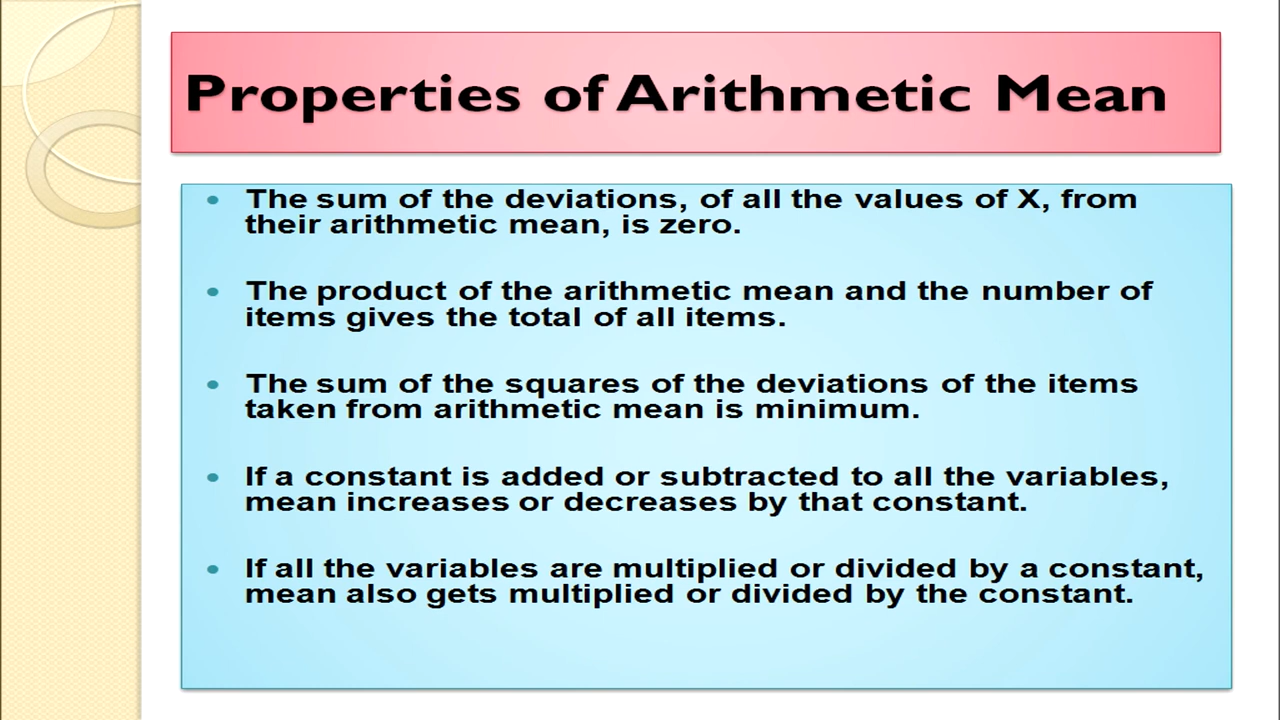 Properties of Arithmetic Mean
• The sum of the deviations, of all the values of X, from
their arithmetic mean, is zero.
• The product of the arithmetic mean and the number of
items gives the total of all items.
• The sum of the squares of the deviations of the items
taken from arithmetic mean is minimum.
• If a constant is added or subtracted to all the variables,
mean increases or decreases by that constant.
• If all the variables are multiplied or divided by a constant,
mean also gets multiplied or divided by the constant.